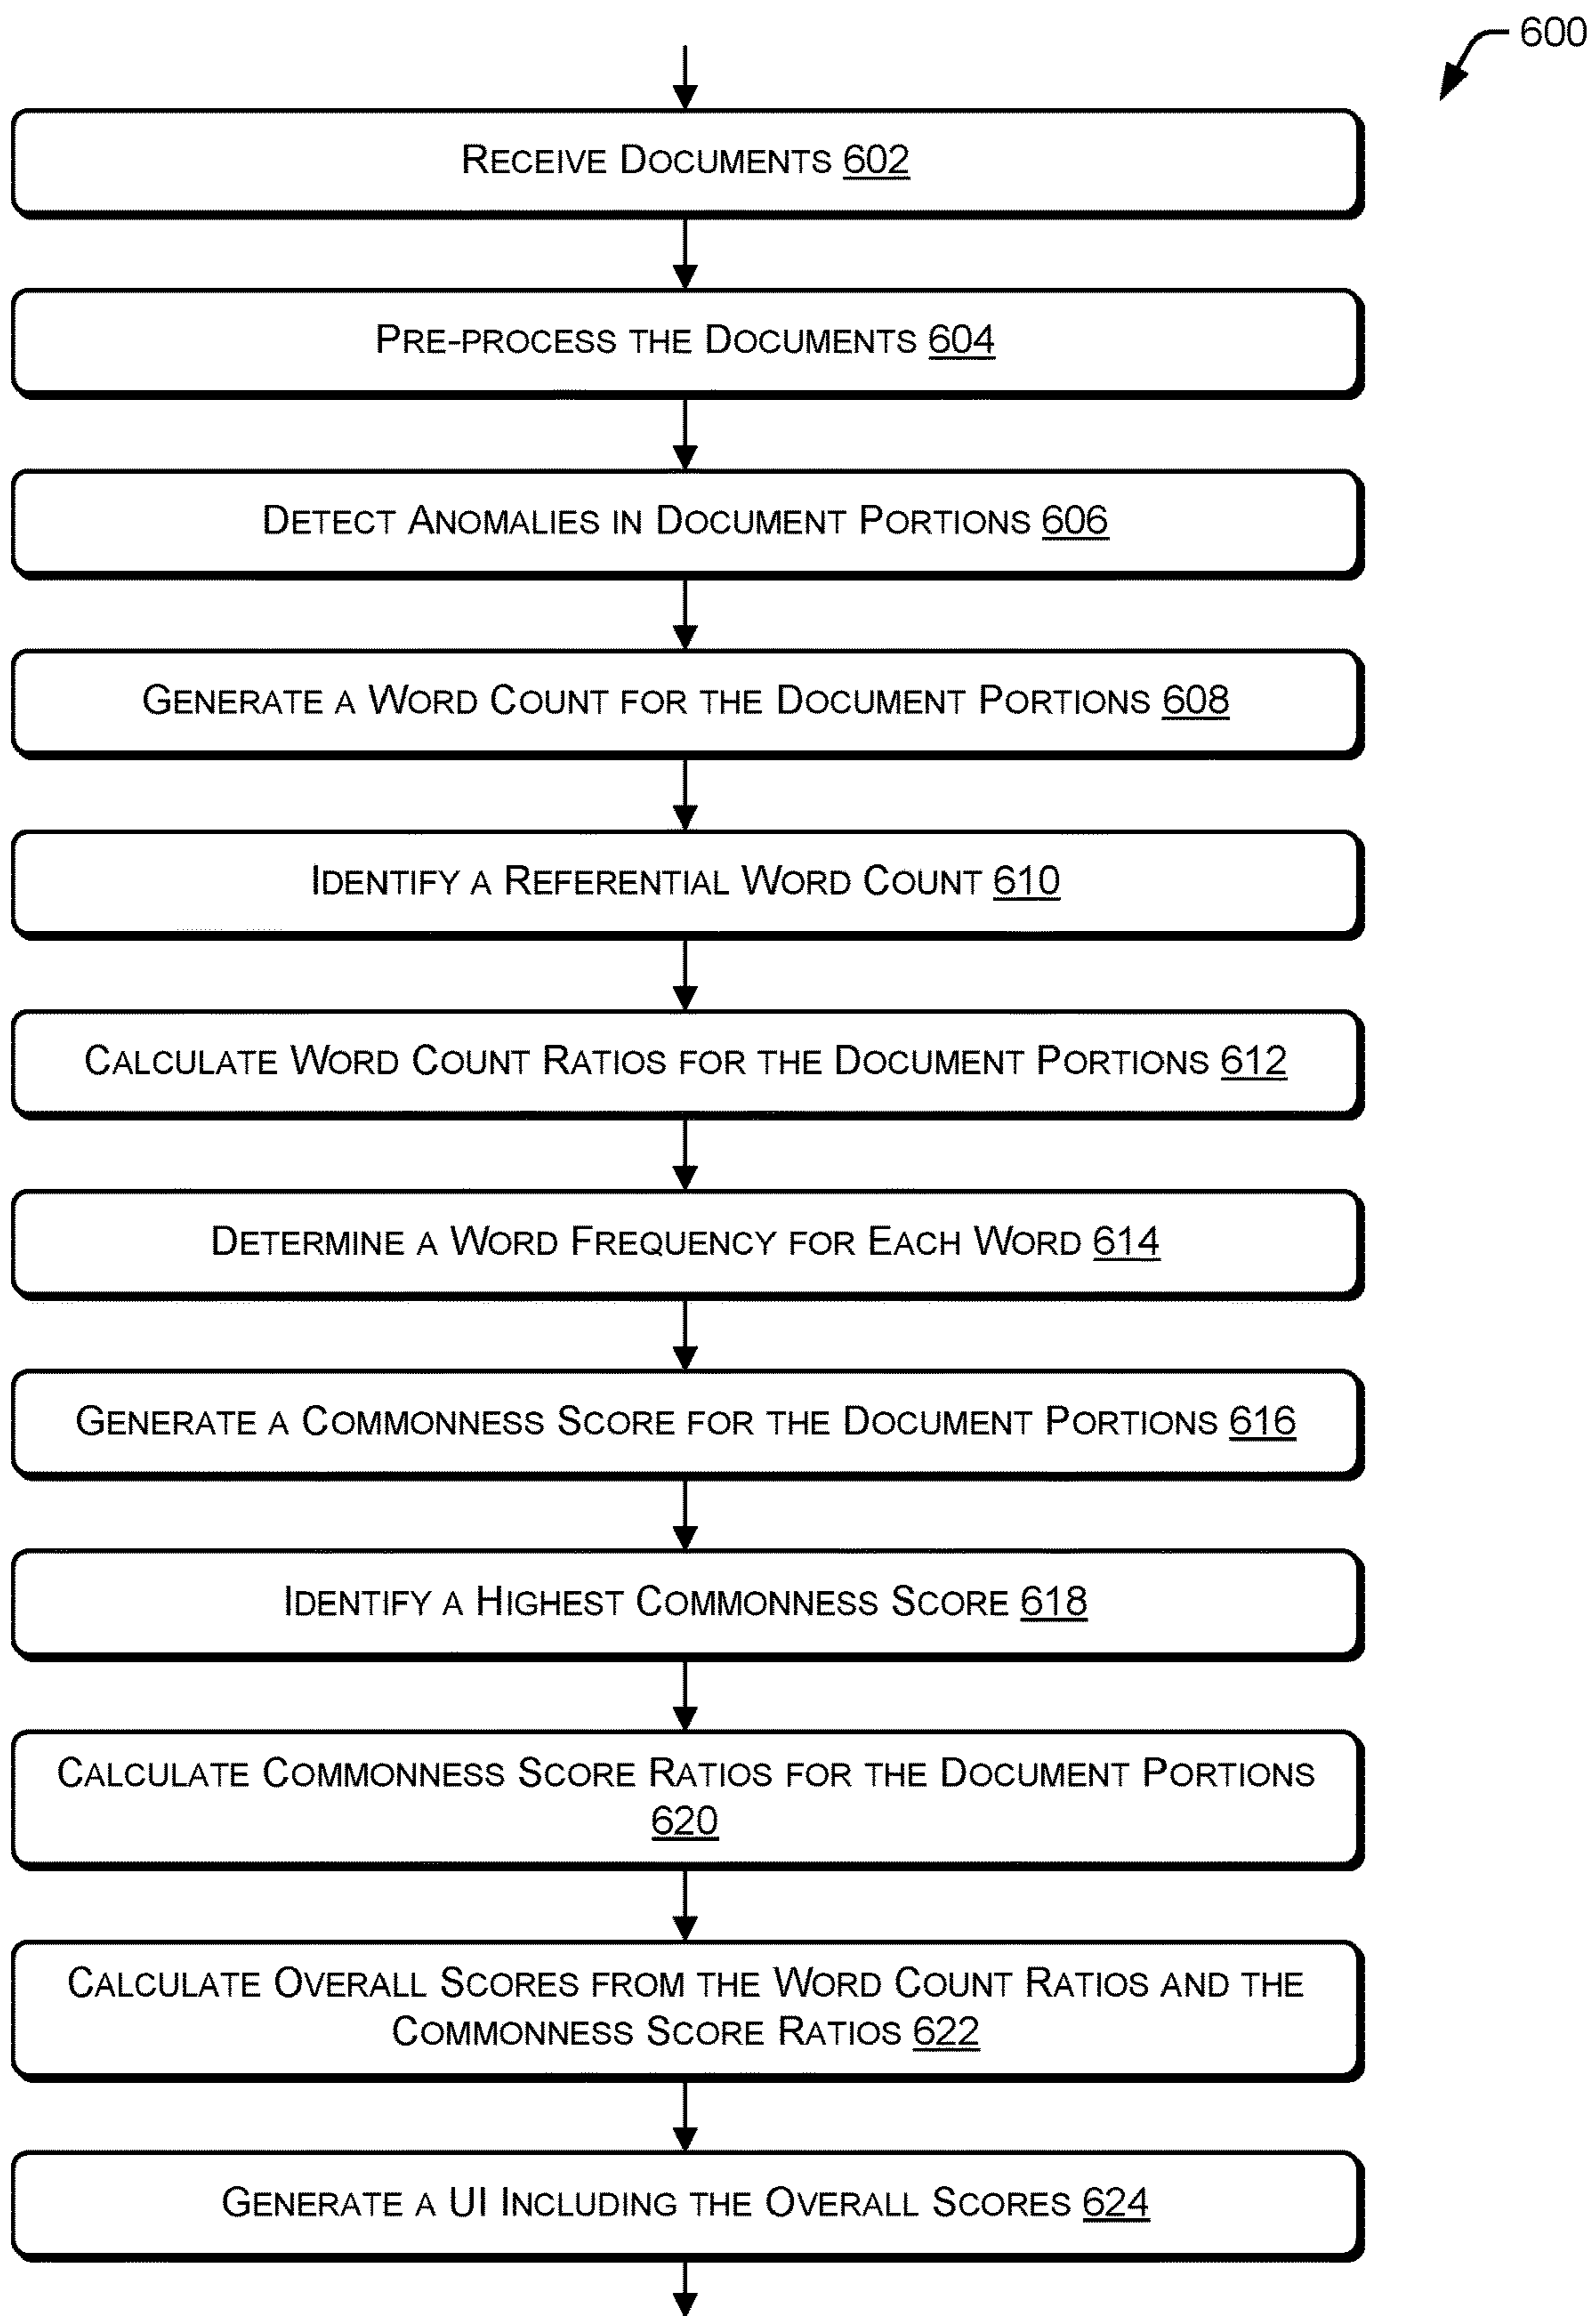 600
Receive Documents 602
Pre-process the Documents 604
Detect Anomalies in Document Portions 606
Generate a Word Count for the Document Portions 608
Identify a Referential Word Count 610
Calculate Word Count Ratios for the Document Portions 612
Determine a Word Frequency for Each Word 614
Generate a Commonness Score for the Document Portions 616
Identify a Highest Commonness Score 618
Calculate Commonness Score Ratios for the Document Portions
620
Calculate Overall Scores from the Word Count Ratios and the
Commonness Score Ratios 622
Generate a UI Including the Overall Scores 624